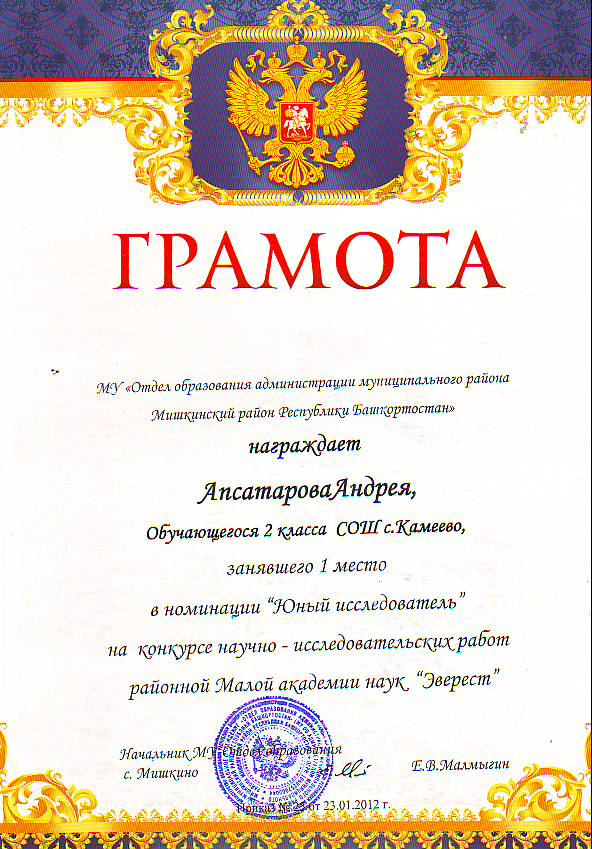 ГРАМОТА
МУ «Отдел образования администрации муниципального района
Мишкинский район Республики Башкортостан»
награждает
АпсатароваАндрея,
Обучающегося 2 класса СОШ с.Камеево,
занявшего 1 место
в номинации “Юный исследователь”
на конкурсе научно - исследовательских работ
районной Малой академии наук “Эверест”
Начальник МУ Отдел образования
с. Мишкино
Е.В.Малмыгин
Приказ № от 23.01.2012 г.